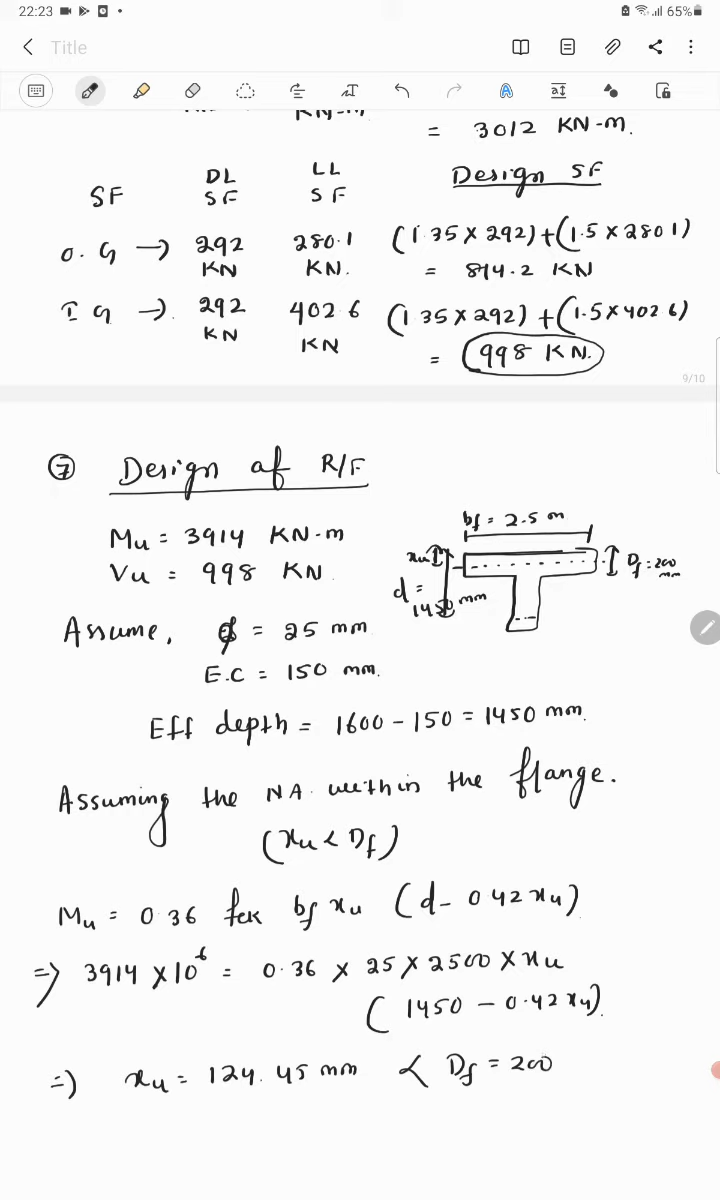 22:23 65%
Title
KN-M
= 3012 KN-m.
SF DL SF LL SF Design SF
O.G → 292 KN 280.1 KN. (1.35 × 292)+(1.5 × 280 1)
= 814.2 KN
I G → 292 KN 402 6 KN (1 35 × 292) + (1.5 × 402 6)
= 998 KN.
9/10
⑦ Design of R/F
Mu = 3914 KN-m
Vu = 998 KN
bf = 2.5 m
xu
Df = 200 mm
d = 1450 mm
Assume, ϕ = 25 mm
E.C = 150 mm.
Eff depth = 1600 - 150 = 1450 mm.
Assuming the NA. within the flange.
(xu < Df)
Mu = 0.36 fck bf xu (d - 0 42 xu)
=> 3914 × 10⁶ = 0.36 × 25 × 2500 × xu
(1450 - 0.42 xu)
=) xu = 124.45 mm < Df = 200